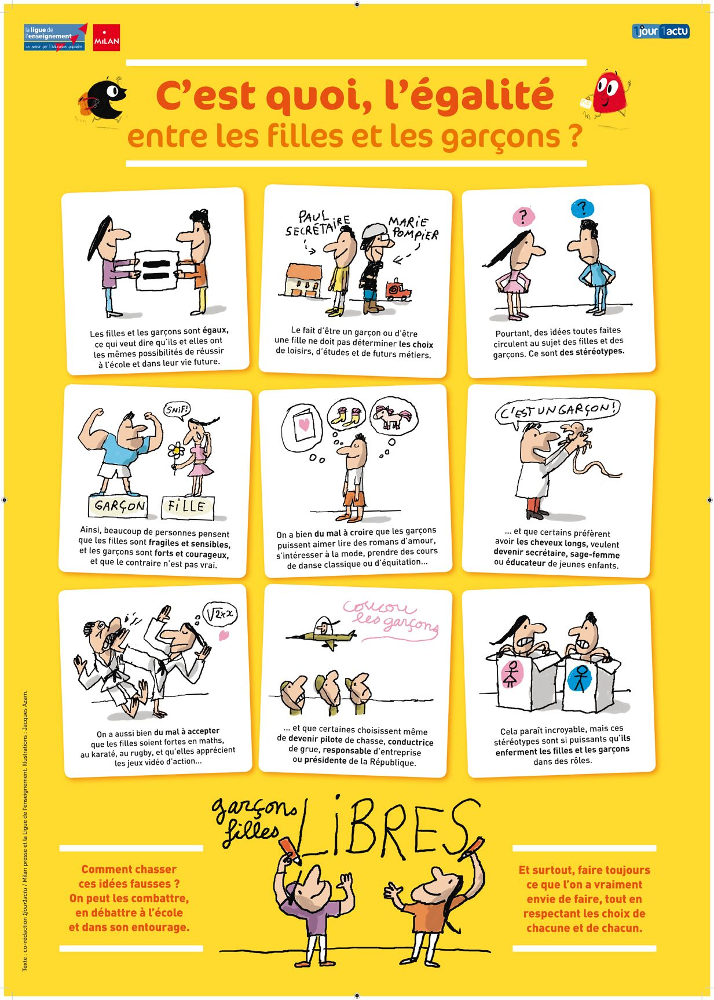 la ligue de
l'enseignement
un avenir par l'éducation populaire
MiLAN
1jour1actu
C'est quoi, l'égalité
entre les filles et les garçons ?
PAUL
SECRÉTAIRE
MARIE
POMPIER
Les filles et les garçons sont égaux,
ce qui veut dire qu'ils et elles ont
les mêmes possibilités de réussir
à l'école et dans leur vie future.
Le fait d'être un garçon ou d'être
une fille ne doit pas déterminer les choix
de loisirs, d'études et de futurs métiers.
?
?
Pourtant, des idées toutes faites
circulent au sujet des filles et des
garçons. Ce sont des stéréotypes.
SNiF!
GARÇON
FiLLE
Ainsi, beaucoup de personnes pensent
que les filles sont fragiles et sensibles,
et les garçons sont forts et courageux,
et que le contraire n'est pas vrai.
On a bien du mal à croire que les garçons
puissent aimer lire des romans d'amour,
s'intéresser à la mode, prendre des cours
de danse classique ou d'équitation...
C'EST UN GARÇON!
... et que certains préfèrent
avoir les cheveux longs, veulent
devenir secrétaire, sage-femme
ou éducateur de jeunes enfants.
√2+x
On a aussi bien du mal à accepter
que les filles soient fortes en maths,
au karaté, au rugby, et qu'elles apprécient
les jeux vidéo d'action...
coucou
les garçons
... et que certaines choisissent même
de devenir pilote de chasse, conductrice
de grue, responsable d'entreprise
ou présidente de la République.
Cela paraît incroyable, mais ces
stéréotypes sont si puissants qu'ils
enferment les filles et les garçons
dans des rôles.
garçons
filles
LiBRES
Comment chasser
ces idées fausses ?
On peut les combattre,
en débattre à l'école
et dans son entourage.
Et surtout, faire toujours
ce que l'on a vraiment
envie de faire, tout en
respectant les choix de
chacune et de chacun.
Texte : co-rédaction 1jour1actu / Milan presse et la Ligue de l'enseignement. Illustrations : Jacques Azam.